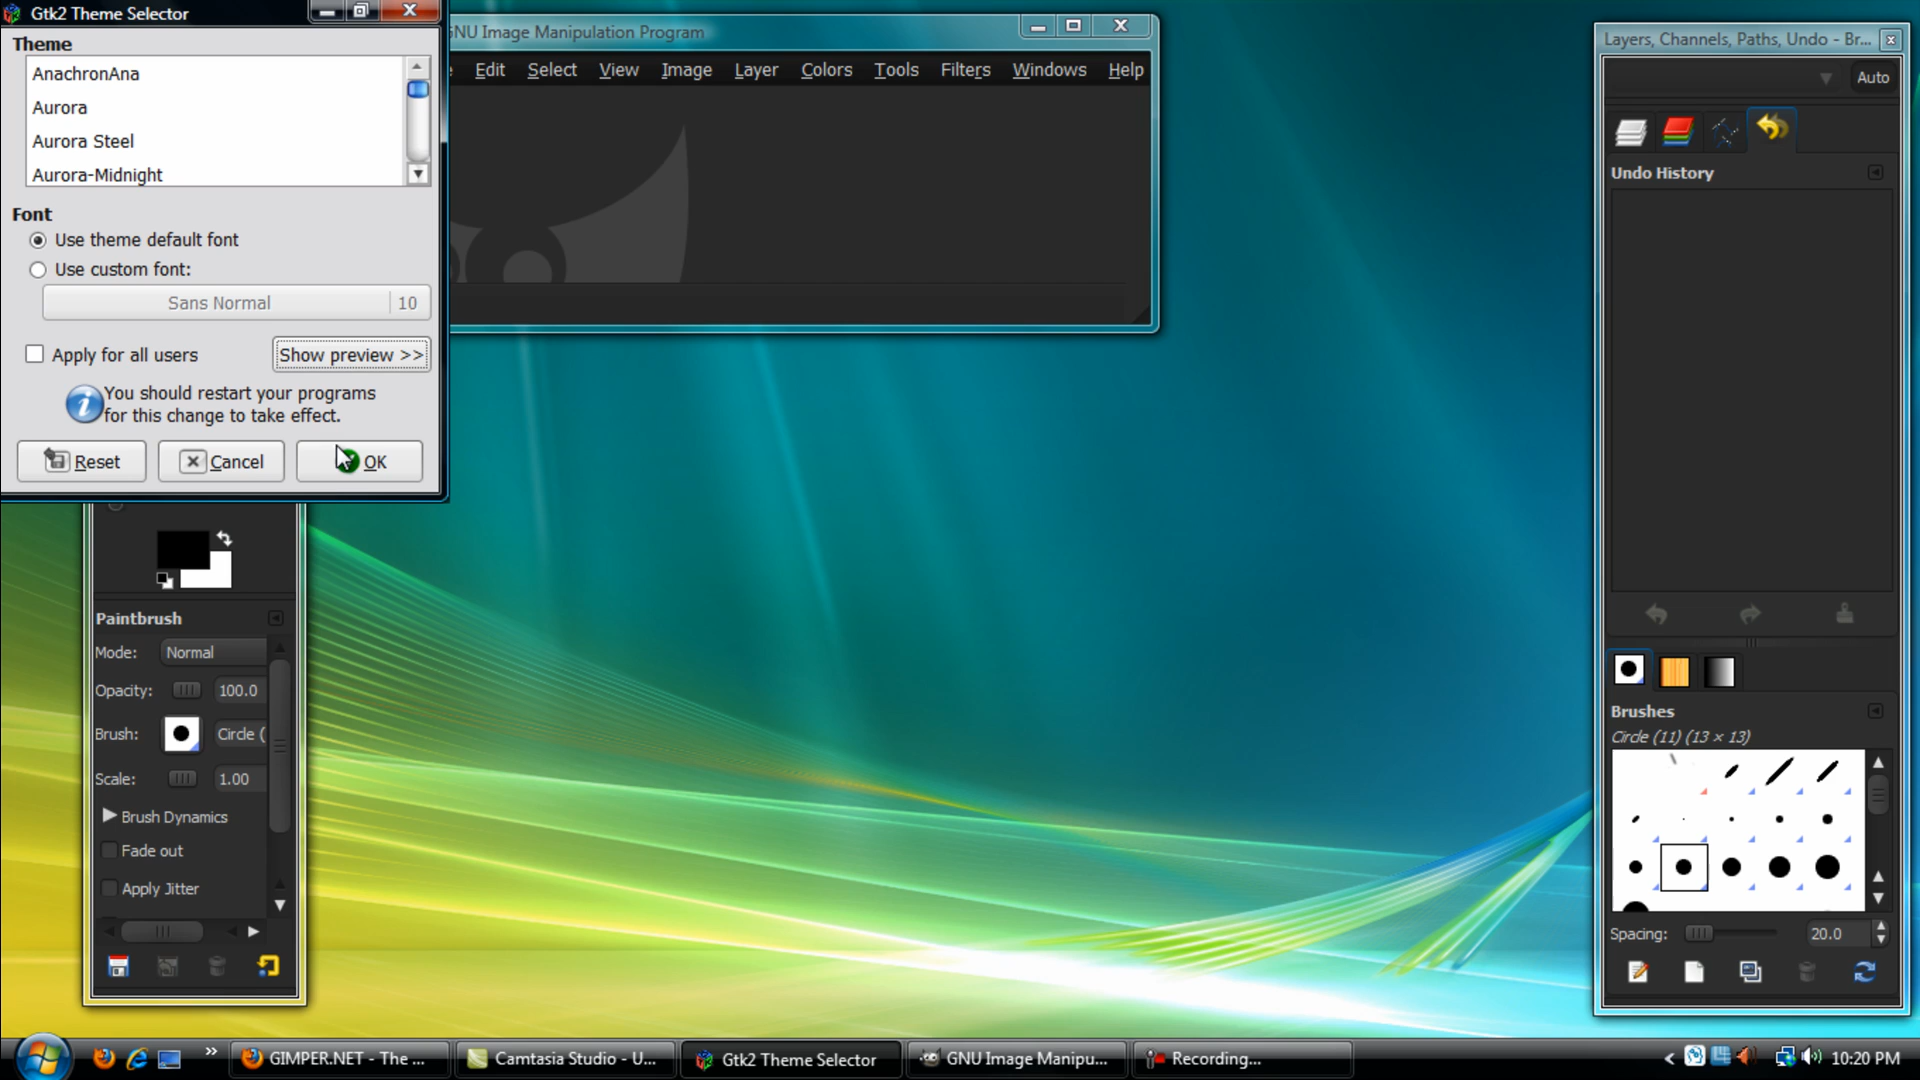 Gtk2 Theme Selector
Theme
AnachronAna
Aurora
Aurora Steel
Aurora-Midnight
Font
Use theme default font
Use custom font:
Sans Normal
10
Apply for all users
Show preview >>
You should restart your programs
for this change to take effect.
Reset
Cancel
OK
GNU Image Manipulation Program
Edit
Select
View
Image
Layer
Colors
Tools
Filters
Windows
Help
Layers, Channels, Paths, Undo - Br...
Auto
Undo History
Paintbrush
Mode:
Normal
Opacity:
100.0
Brush:
Circle (
Scale:
1.00
Brush Dynamics
Fade out
Apply Jitter
Brushes
Circle (11) (13 × 13)
Spacing:
20.0
GIMPER.NET - The ...
Camtasia Studio - U...
Gtk2 Theme Selector
GNU Image Manipu...
Recording...
10:20 PM